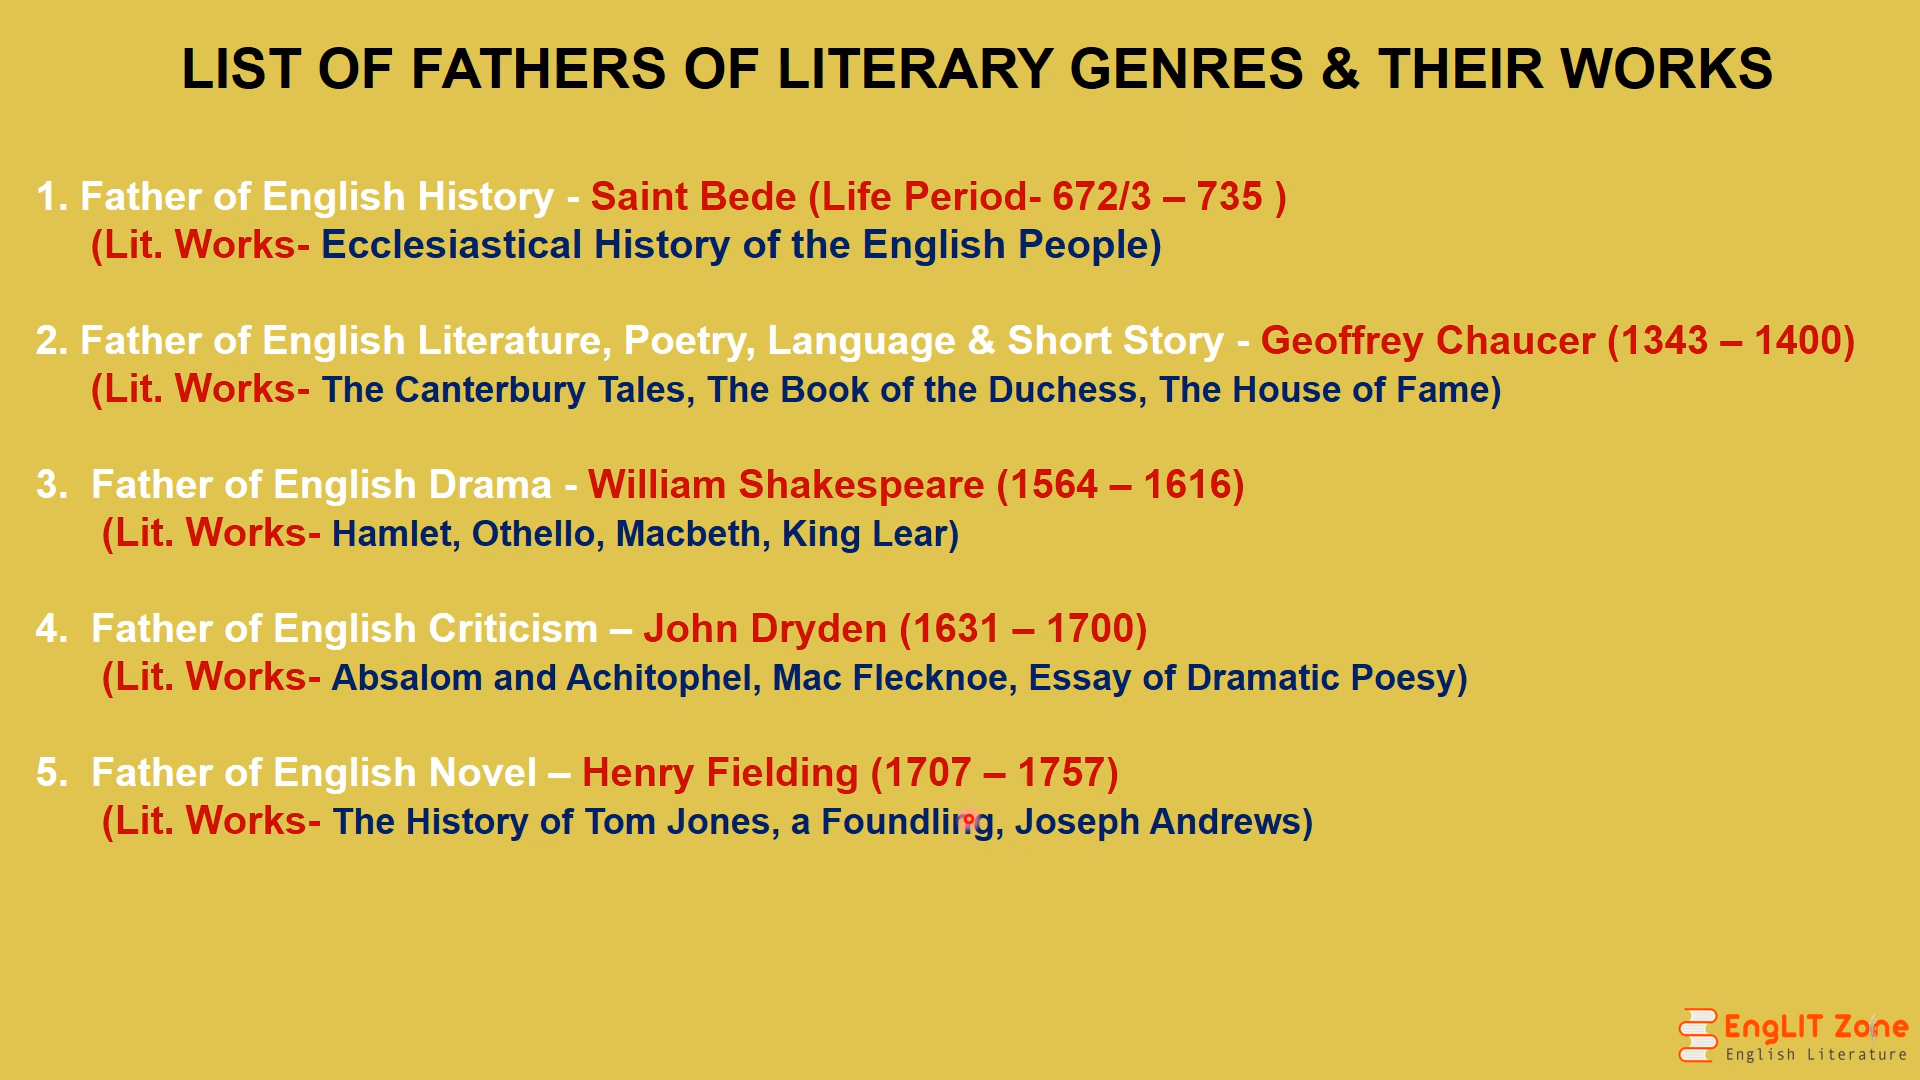 LIST OF FATHERS OF LITERARY GENRES & THEIR WORKS
1. Father of English History - Saint Bede (Life Period- 672/3 – 735 )
(Lit. Works- Ecclesiastical History of the English People)
2. Father of English Literature, Poetry, Language & Short Story - Geoffrey Chaucer (1343 – 1400)
(Lit. Works- The Canterbury Tales, The Book of the Duchess, The House of Fame)
3. Father of English Drama - William Shakespeare (1564 – 1616)
(Lit. Works- Hamlet, Othello, Macbeth, King Lear)
4. Father of English Criticism – John Dryden (1631 – 1700)
(Lit. Works- Absalom and Achitophel, Mac Flecknoe, Essay of Dramatic Poesy)
5. Father of English Novel – Henry Fielding (1707 – 1757)
(Lit. Works- The History of Tom Jones, a Foundling, Joseph Andrews)
EngLIT Zone
English Literature